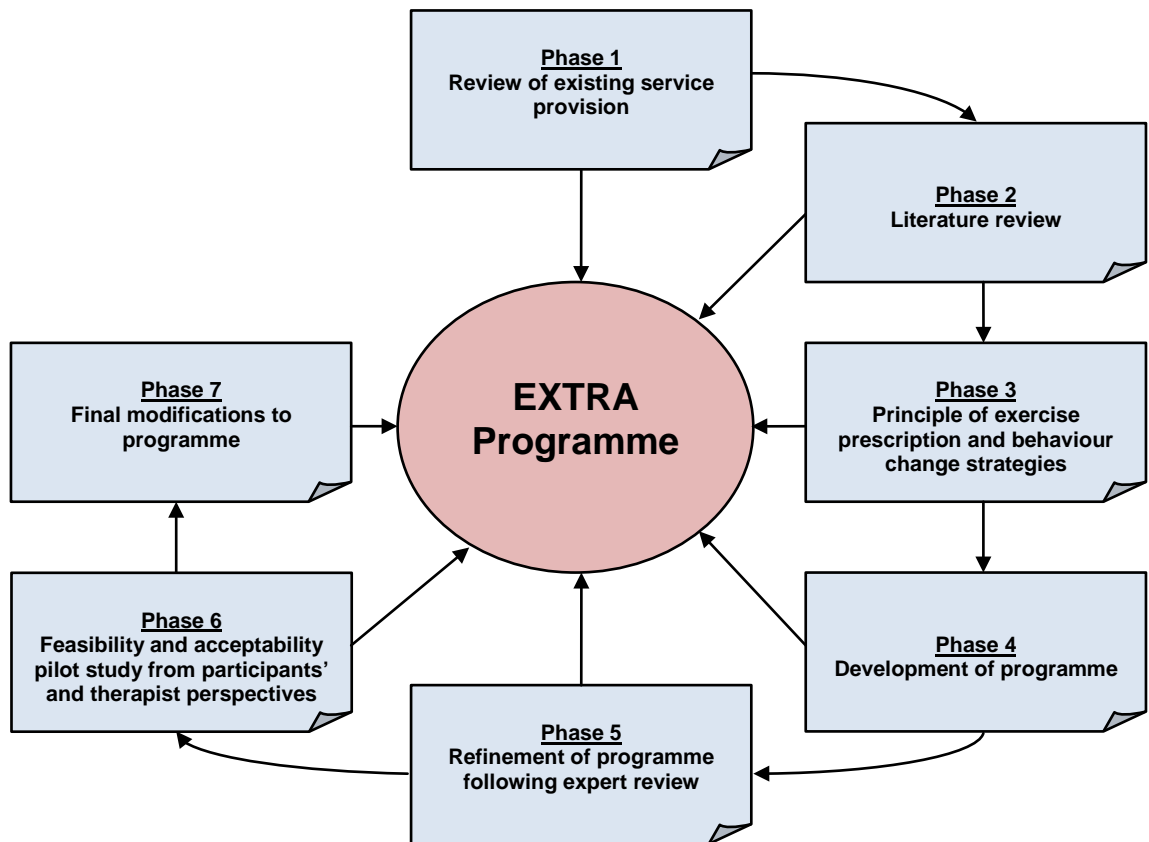 Phase 1
Review of existing service
provision
Phase 2
Literature review
Phase 3
Principle of exercise
prescription and behaviour
change strategies
Phase 4
Development of programme
Phase 5
Refinement of programme
following expert review
Phase 6
Feasibility and acceptability
pilot study from participants’
and therapist perspectives
Phase 7
Final modifications to
programme
EXTRA
Programme